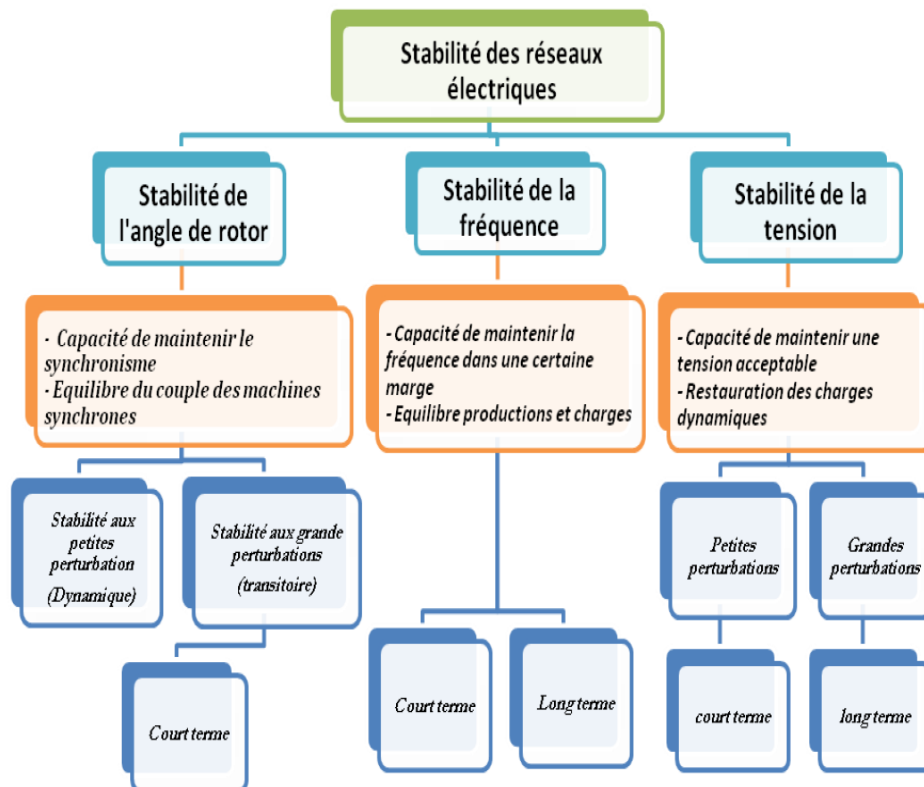 Stabilité des réseaux
électriques
Stabilité de
l'angle de rotor
Stabilité de la
fréquence
Stabilité de la
tension
- Capacité de maintenir le
synchronisme
- Equilibre du couple des machines
synchrones
- Capacité de maintenir la
fréquence dans une certaine
marge
- Equilibre productions et charges
- Capacité de maintenir une
tension acceptable
- Restauration des charges
dynamiques
Stabilité aux
petites
perturbation
(Dynamique)
Stabilité aux grande
perturbations
(transitoire)
Petites
perturbations
Grandes
perturbations
Court terme
Court terme
Long terme
court terme
long terme